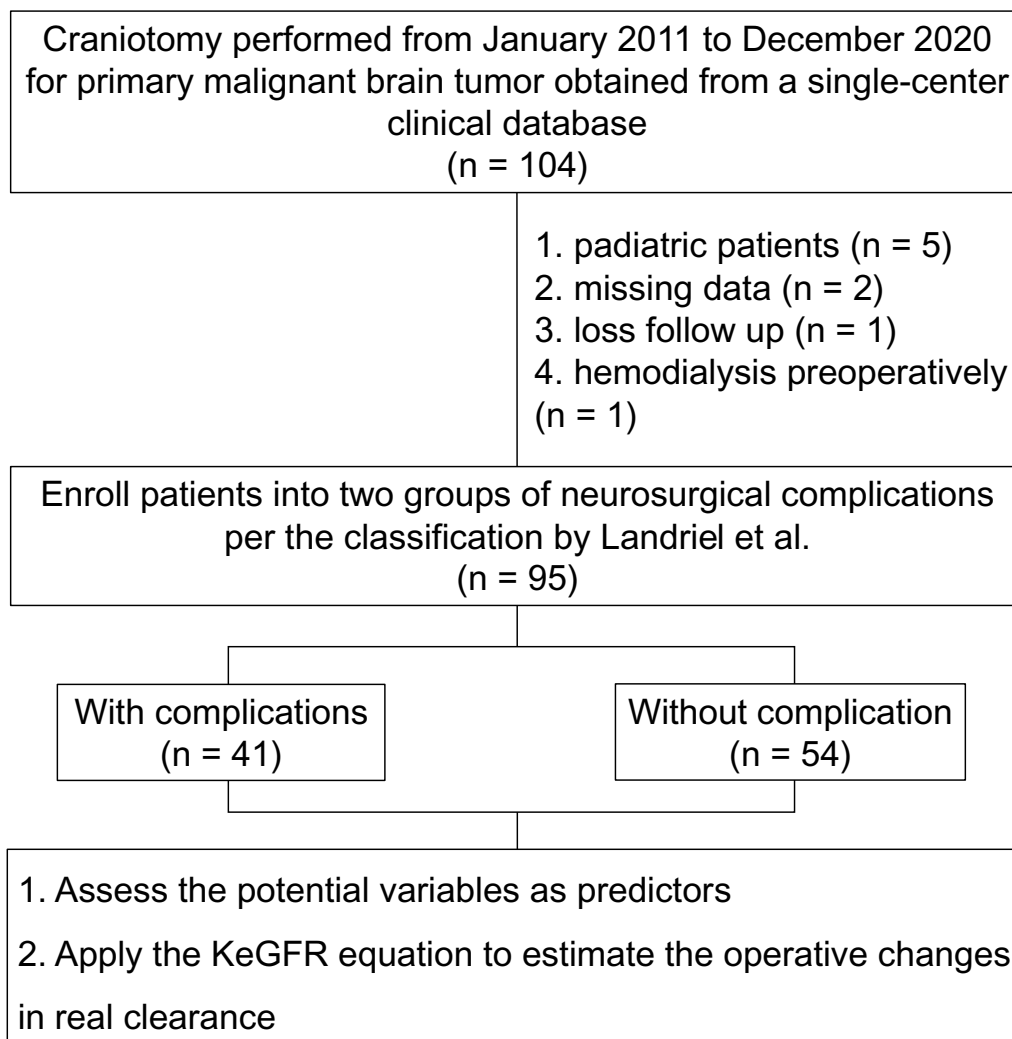 Craniotomy performed from January 2011 to December 2020
for primary malignant brain tumor obtained from a single-center
clinical database
(n = 104)
1. padiatric patients (n = 5)
2. missing data (n = 2)
3. loss follow up (n = 1)
4. hemodialysis preoperatively
(n = 1)
Enroll patients into two groups of neurosurgical complications
per the classification by Landriel et al.
(n = 95)
With complications
(n = 41)
Without complication
(n = 54)
1. Assess the potential variables as predictors
2. Apply the KeGFR equation to estimate the operative changes
in real clearance